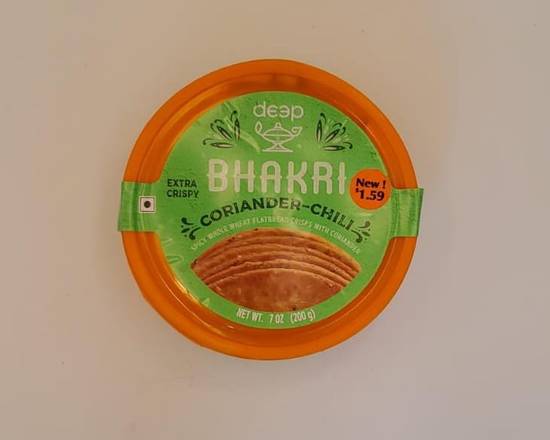 deep
BHAKRI
EXTRA
CRISPY
New !
$1.59
CORIANDER-CHILI
SPICY WHOLE WHEAT FLATBREAD CRISPS WITH CORIANDER
NET WT. 7 OZ (200 g)